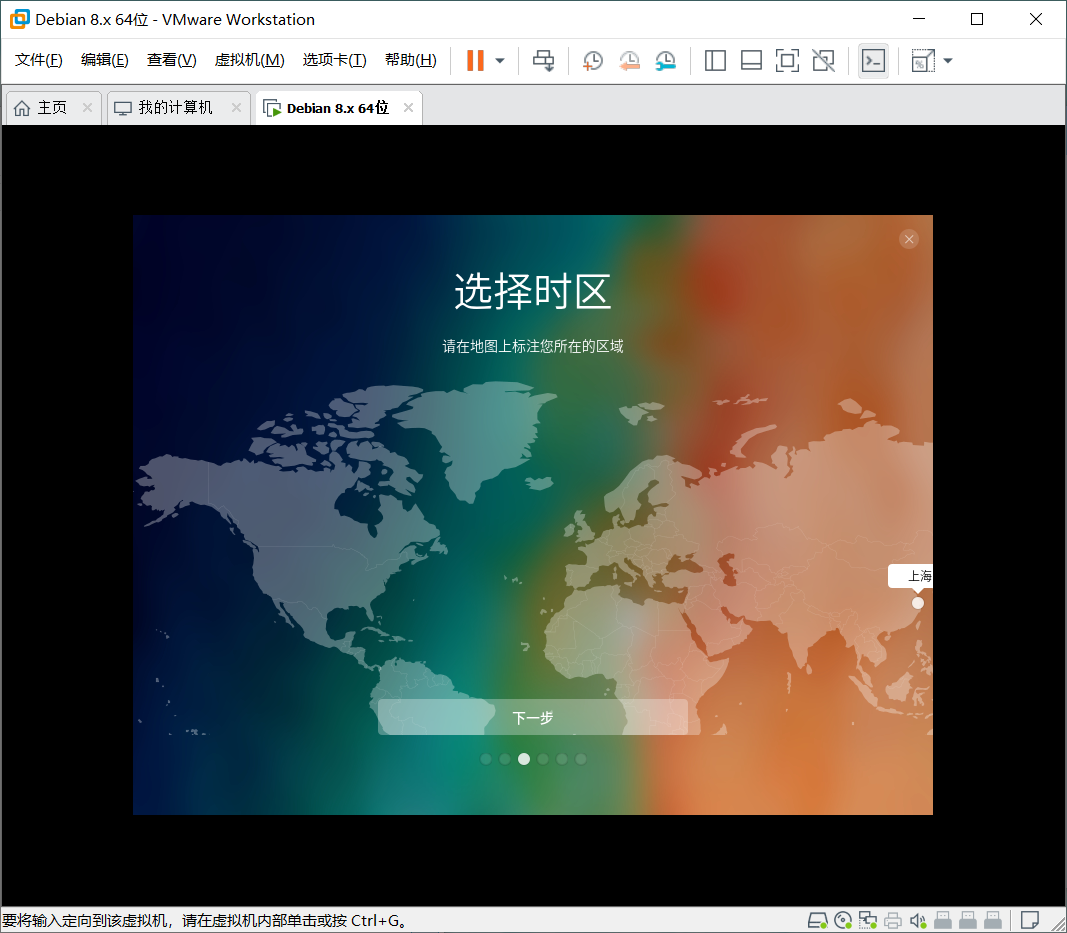 Debian 8.x 64位 - VMware Workstation
文件(F) 编辑(E) 查看(V) 虚拟机(M) 选项卡(T) 帮助(H)
主页 我的计算机 Debian 8.x 64位
选择时区
请在地图上标注您所在的区域
上海
下一步
要将输入定向到该虚拟机，请在虚拟机内部单击或按 Ctrl+G。